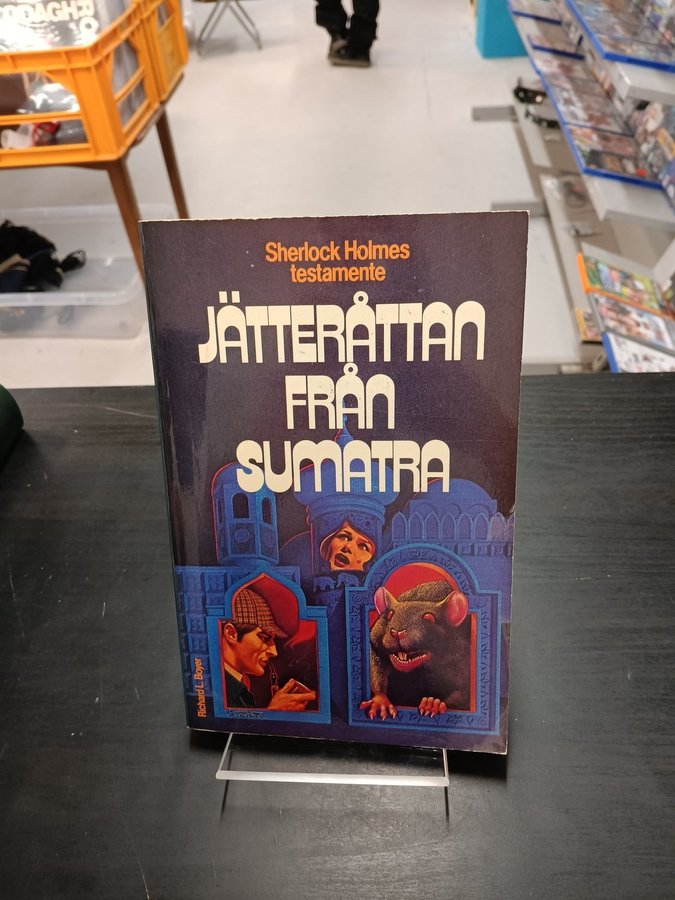 Sherlock Holmes
testamente
JÄTTERÅTTAN
FRÅN
SUMATRA
Richard L. Boyer